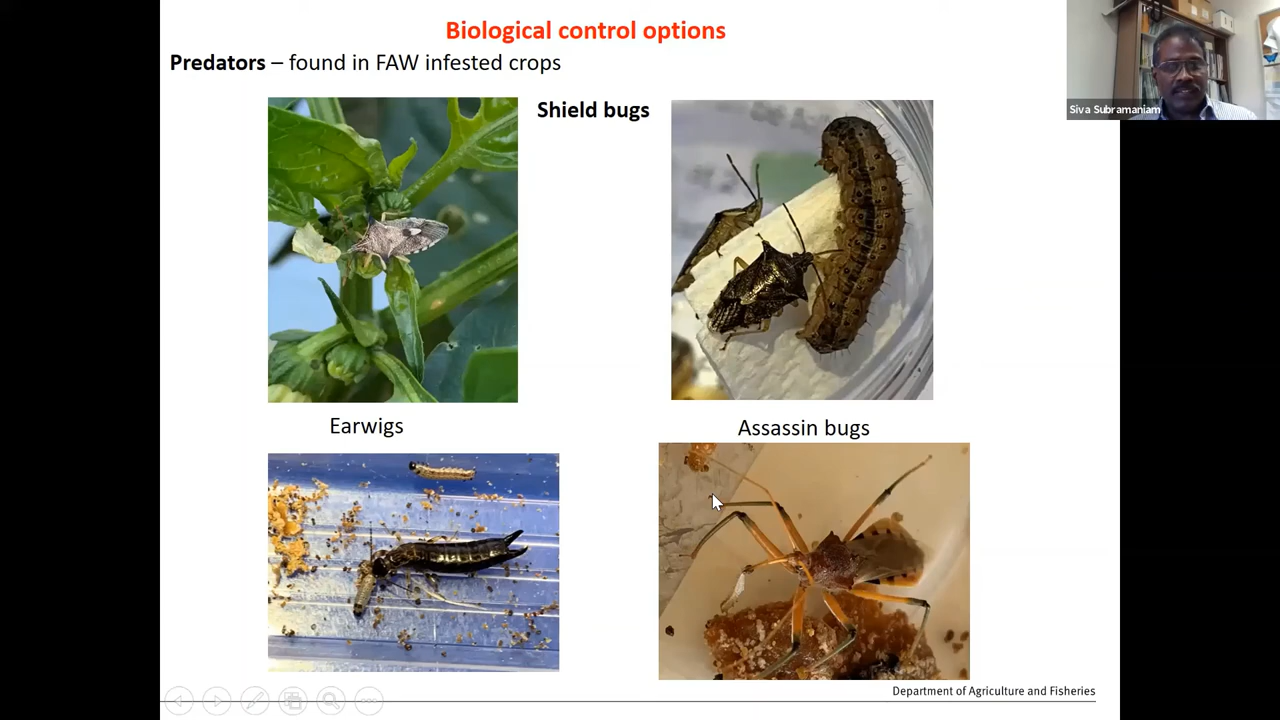 Biological control options
Predators – found in FAW infested crops
Siva Subramaniam
Shield bugs
Earwigs
Assassin bugs
Department of Agriculture and Fisheries